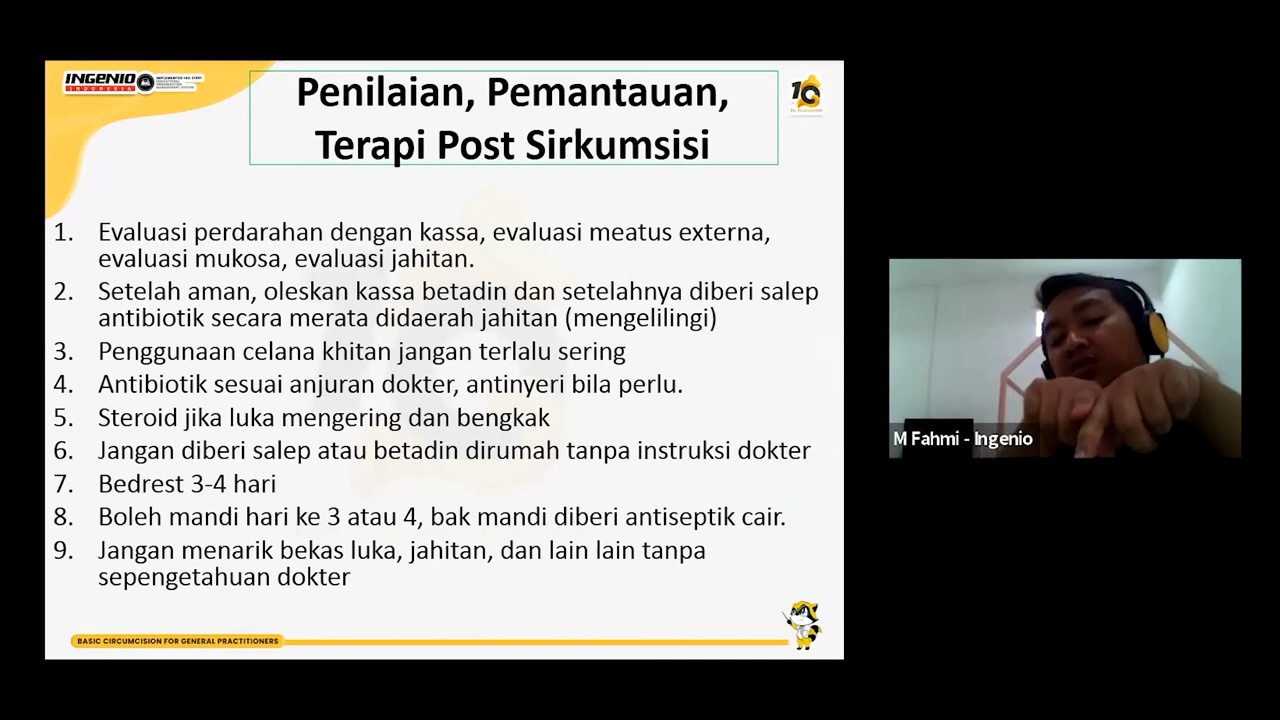 INGENIO
INDONESIA
Penilaian, Pemantauan,
Terapi Post Sirkumsisi
1. Evaluasi perdarahan dengan kassa, evaluasi meatus externa,
evaluasi mukosa, evaluasi jahitan.
2. Setelah aman, oleskan kassa betadin dan setelahnya diberi salep
antibiotik secara merata didaerah jahitan (mengelilingi)
3. Penggunaan celana khitan jangan terlalu sering
4. Antibiotik sesuai anjuran dokter, antinyeri bila perlu.
5. Steroid jika luka mengering dan bengkak
6. Jangan diberi salep atau betadin dirumah tanpa instruksi dokter
7. Bedrest 3-4 hari
8. Boleh mandi hari ke 3 atau 4, bak mandi diberi antiseptik cair.
9. Jangan menarik bekas luka, jahitan, dan lain lain tanpa
sepengetahuan dokter
BASIC CIRCUMCISION FOR GENERAL PRACTITIONERS
M Fahmi - Ingenio